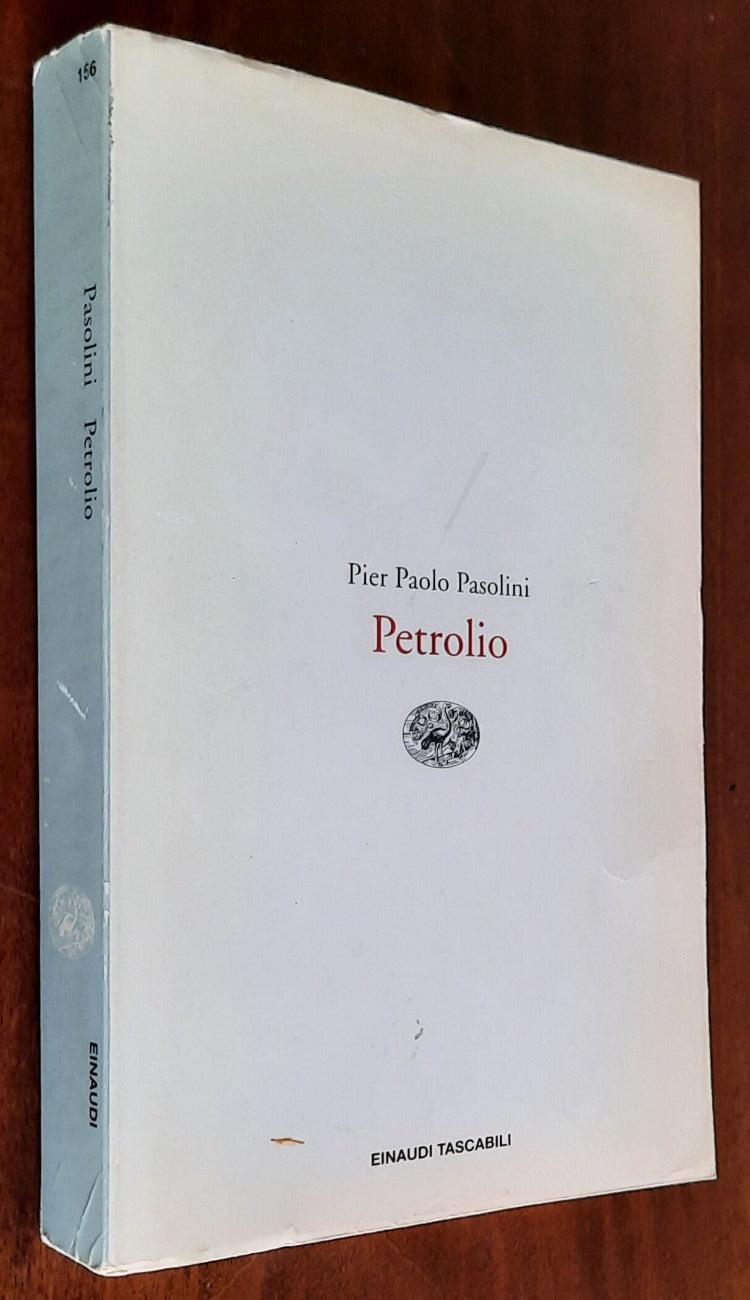 156
Pasolini Petrolio
EINAUDI
Pier Paolo Pasolini
Petrolio
EINAUDI TASCABILI